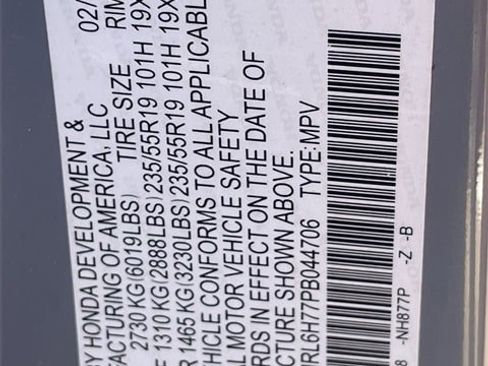 BY HONDA DEVELOPMENT & 02/
FACTURING OF AMERICA, LLC
2730 KG(6019LBS) TIRE SIZE RIM
F 1310 KG(2888LBS) 235/55R19 101H 19X
R 1465 KG(3230LBS) 235/55R19 101H 19X
HICLE CONFORMS TO ALL APPLICABLE
AL MOTOR VEHICLE SAFETY
RDS IN EFFECT ON THE DATE OF
CTURE SHOWN ABOVE.
RL6H77PB044706 TYPE:MPV
8 -NH877P -Z -B